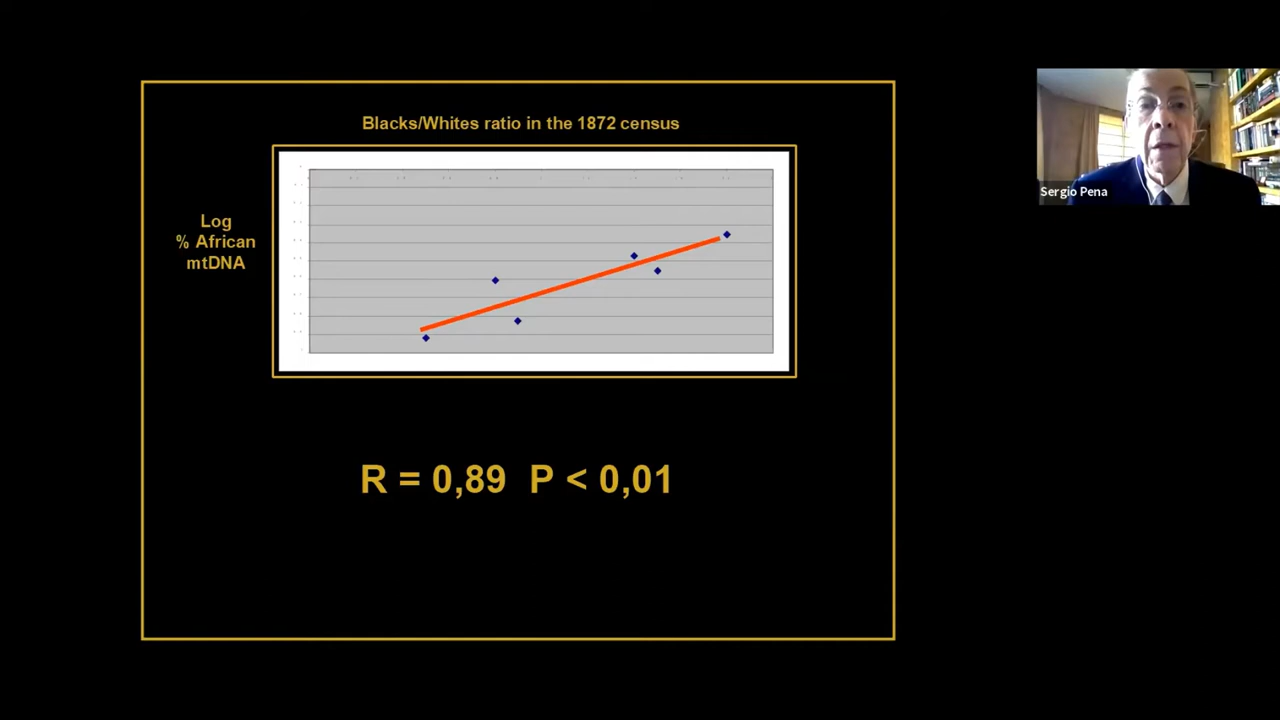 Blacks/Whites ratio in the 1872 census
Log
% African
mtDNA
R = 0,89 P < 0,01
Sergio Pena